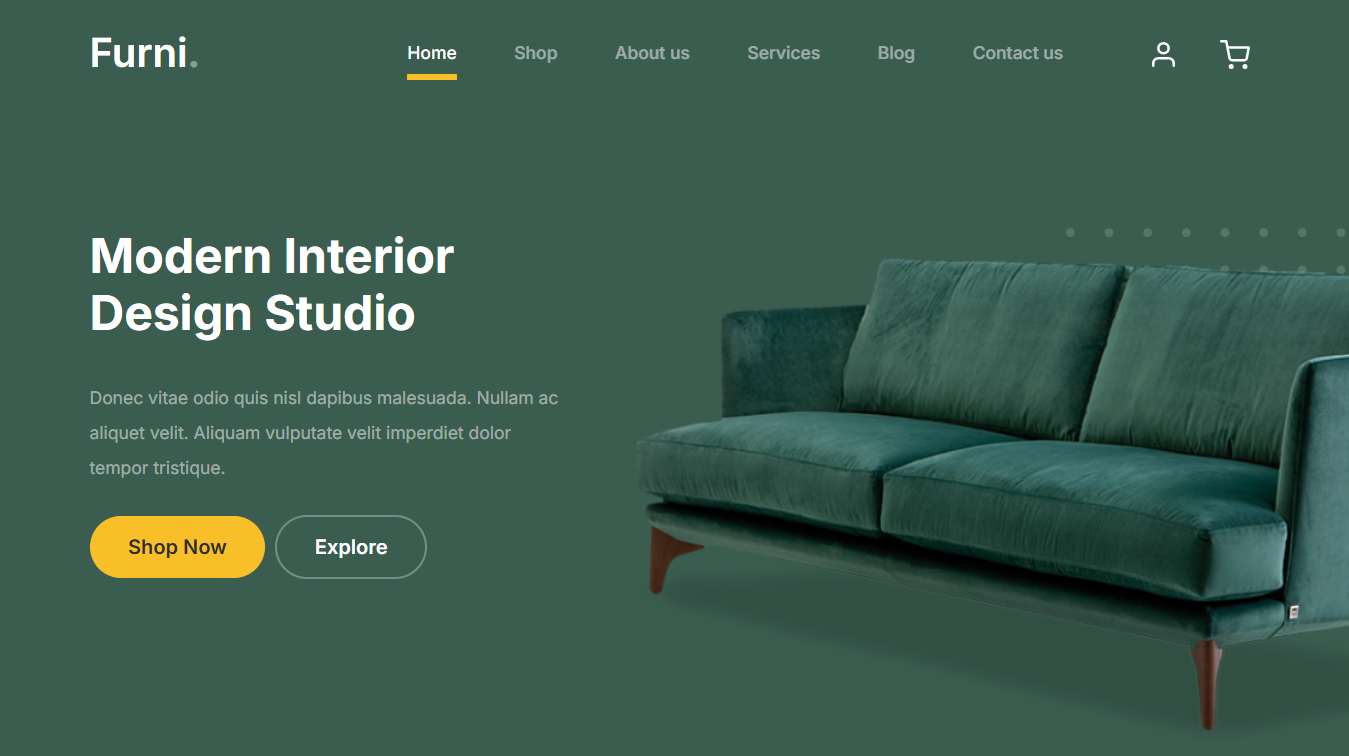 Furni.
Home Shop About us Services Blog Contact us
Modern Interior
Design Studio
Donec vitae odio quis nisl dapibus malesuada. Nullam ac
aliquet velit. Aliquam vulputate velit imperdiet dolor
tempor tristique.
Shop Now Explore